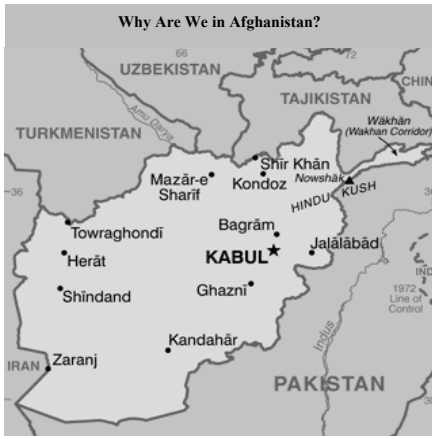 Why Are We in Afghanistan?
66
72
UZBEKISTAN
CHIN
TAJIKISTAN
Wākhān
(Wakhan Corridor)
Amu Darya
TURKMENISTAN
Shīr Khān
Mazār-e
Sharīf
Kondoz
Nowshāk
HINDU KUSH
36
Towraghondī
Bagrām
KABUL
Jalālābād
Herāt
Ghaznī
Shīndand
1972
Line of
Control
Indus
Kandahār
IRAN
Zaranj
PAKISTAN